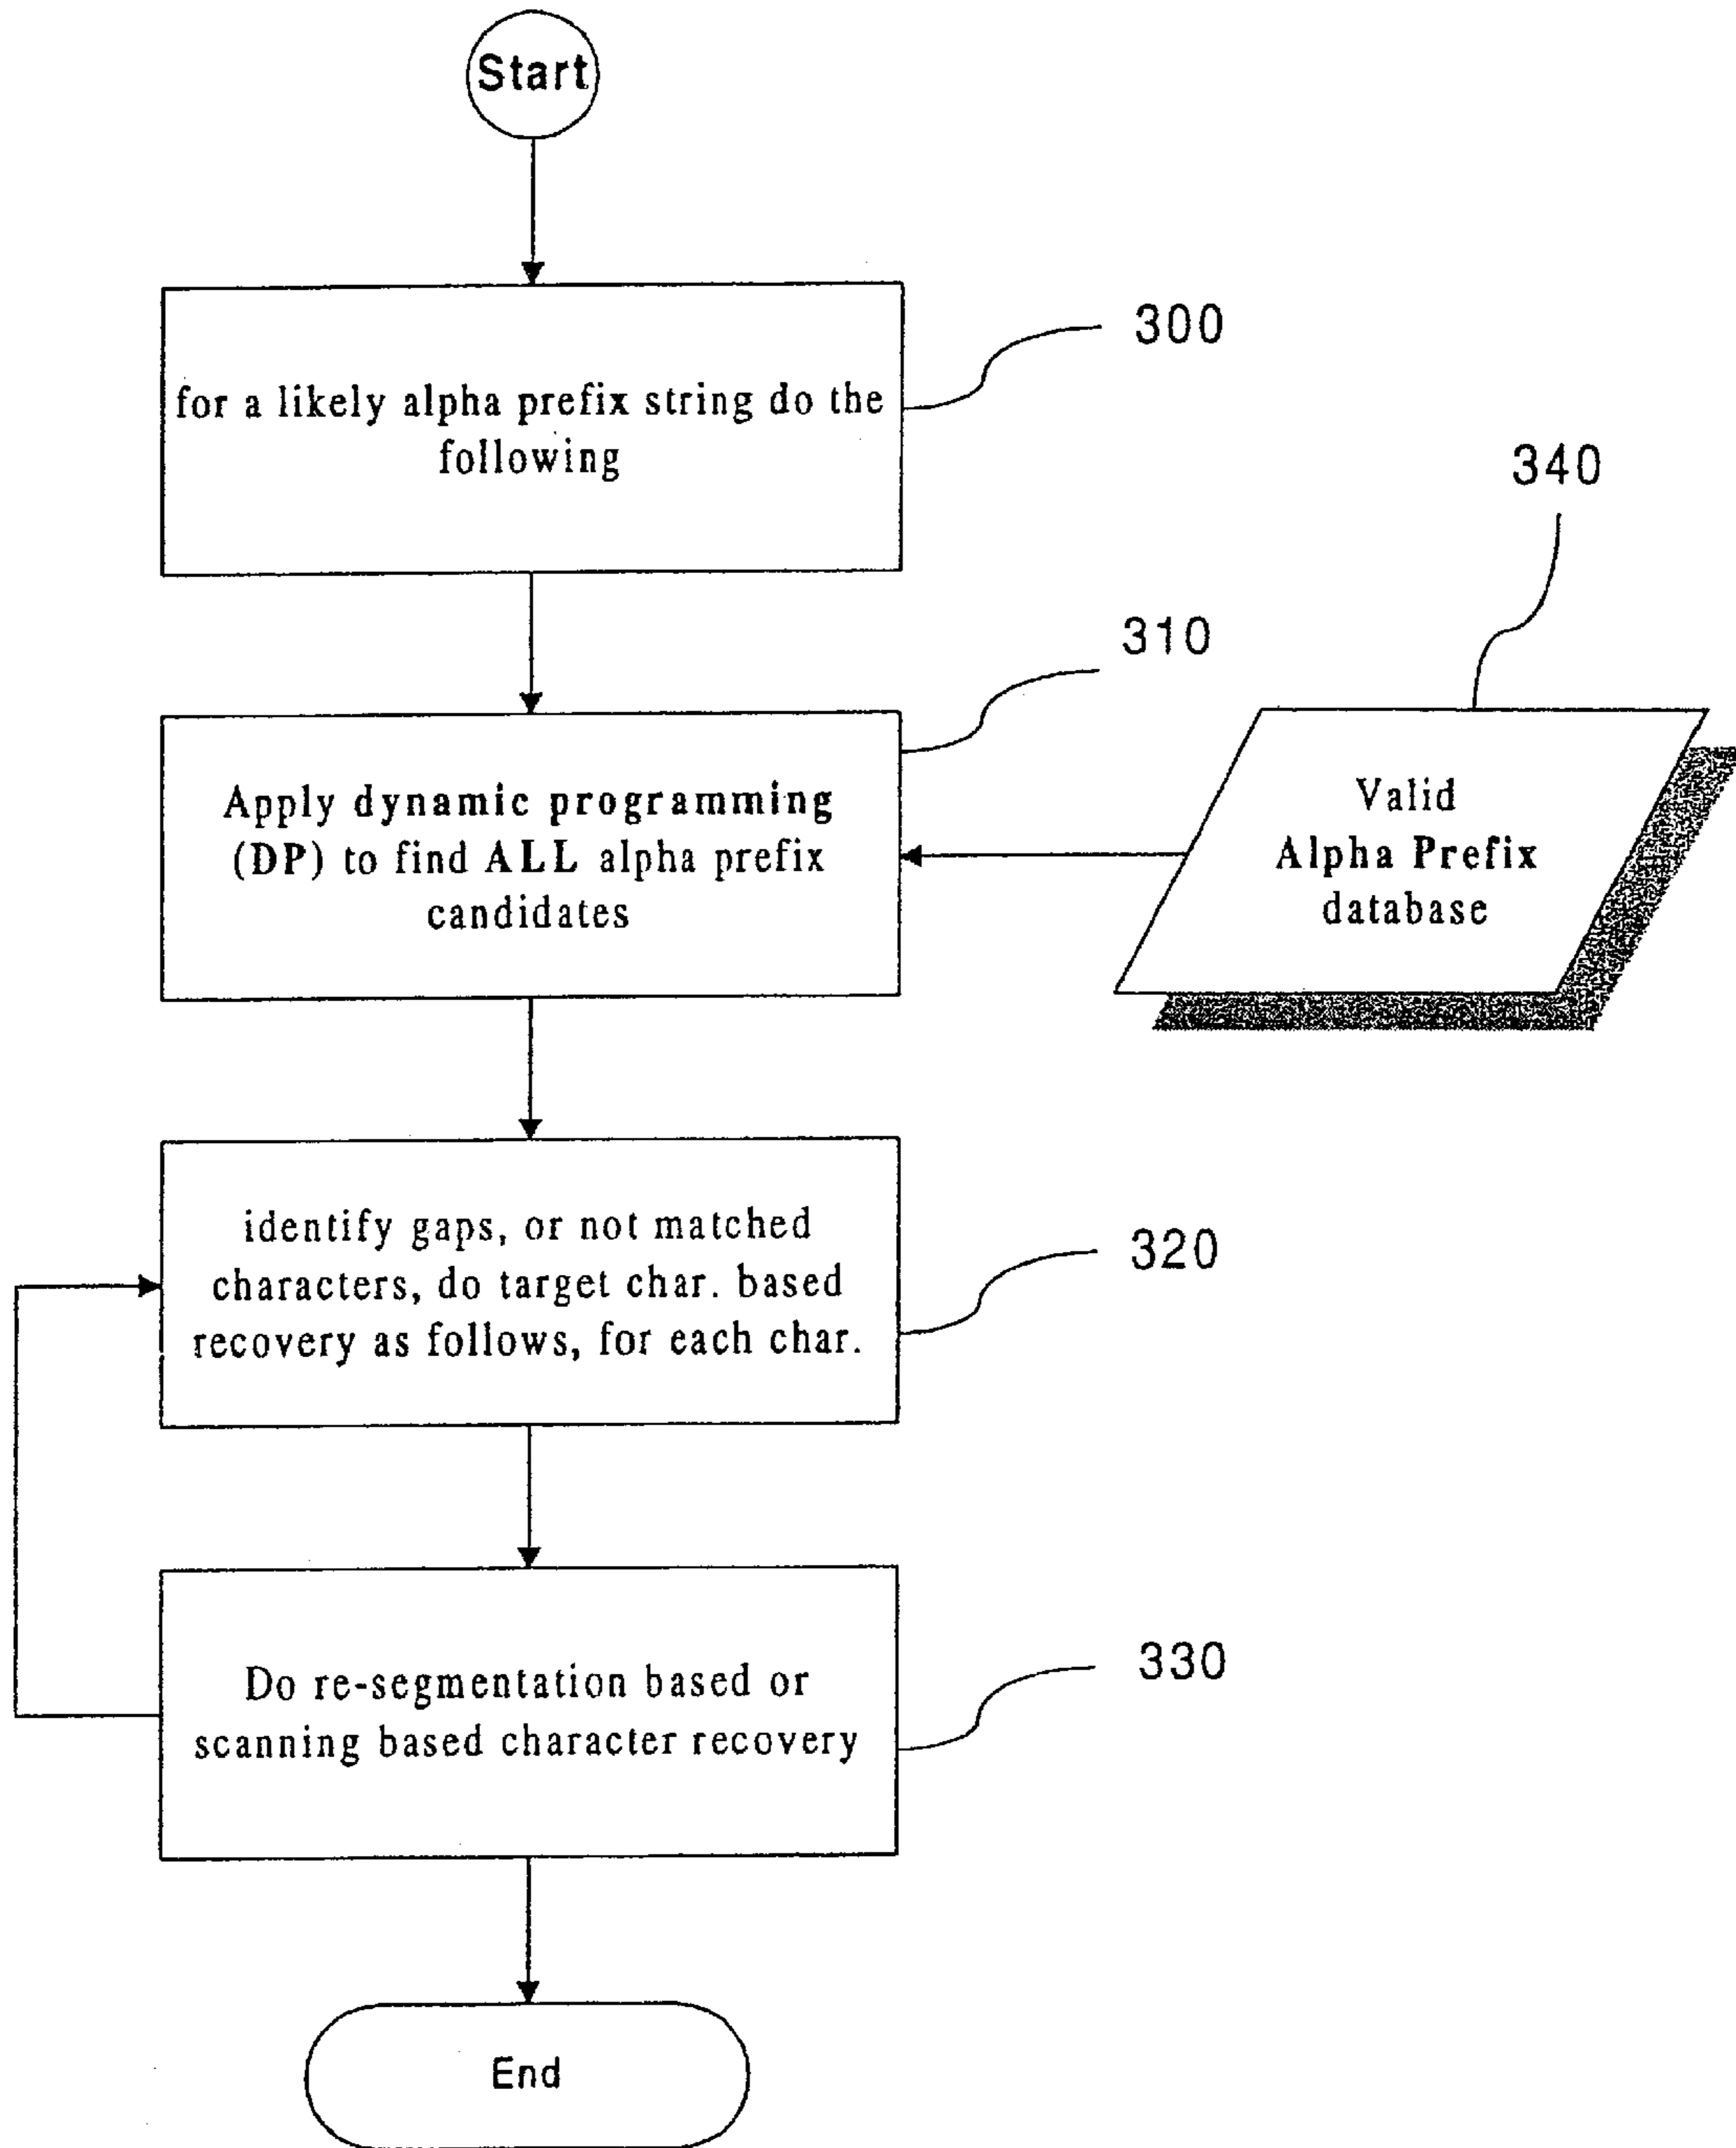 Start
300
for a likely alpha prefix string do the
following
340
310
Apply dynamic programming
(DP) to find ALL alpha prefix
candidates
Valid
Alpha Prefix
database
320
identify gaps, or not matched
characters, do target char. based
recovery as follows, for each char.
330
Do re-segmentation based or
scanning based character recovery
End